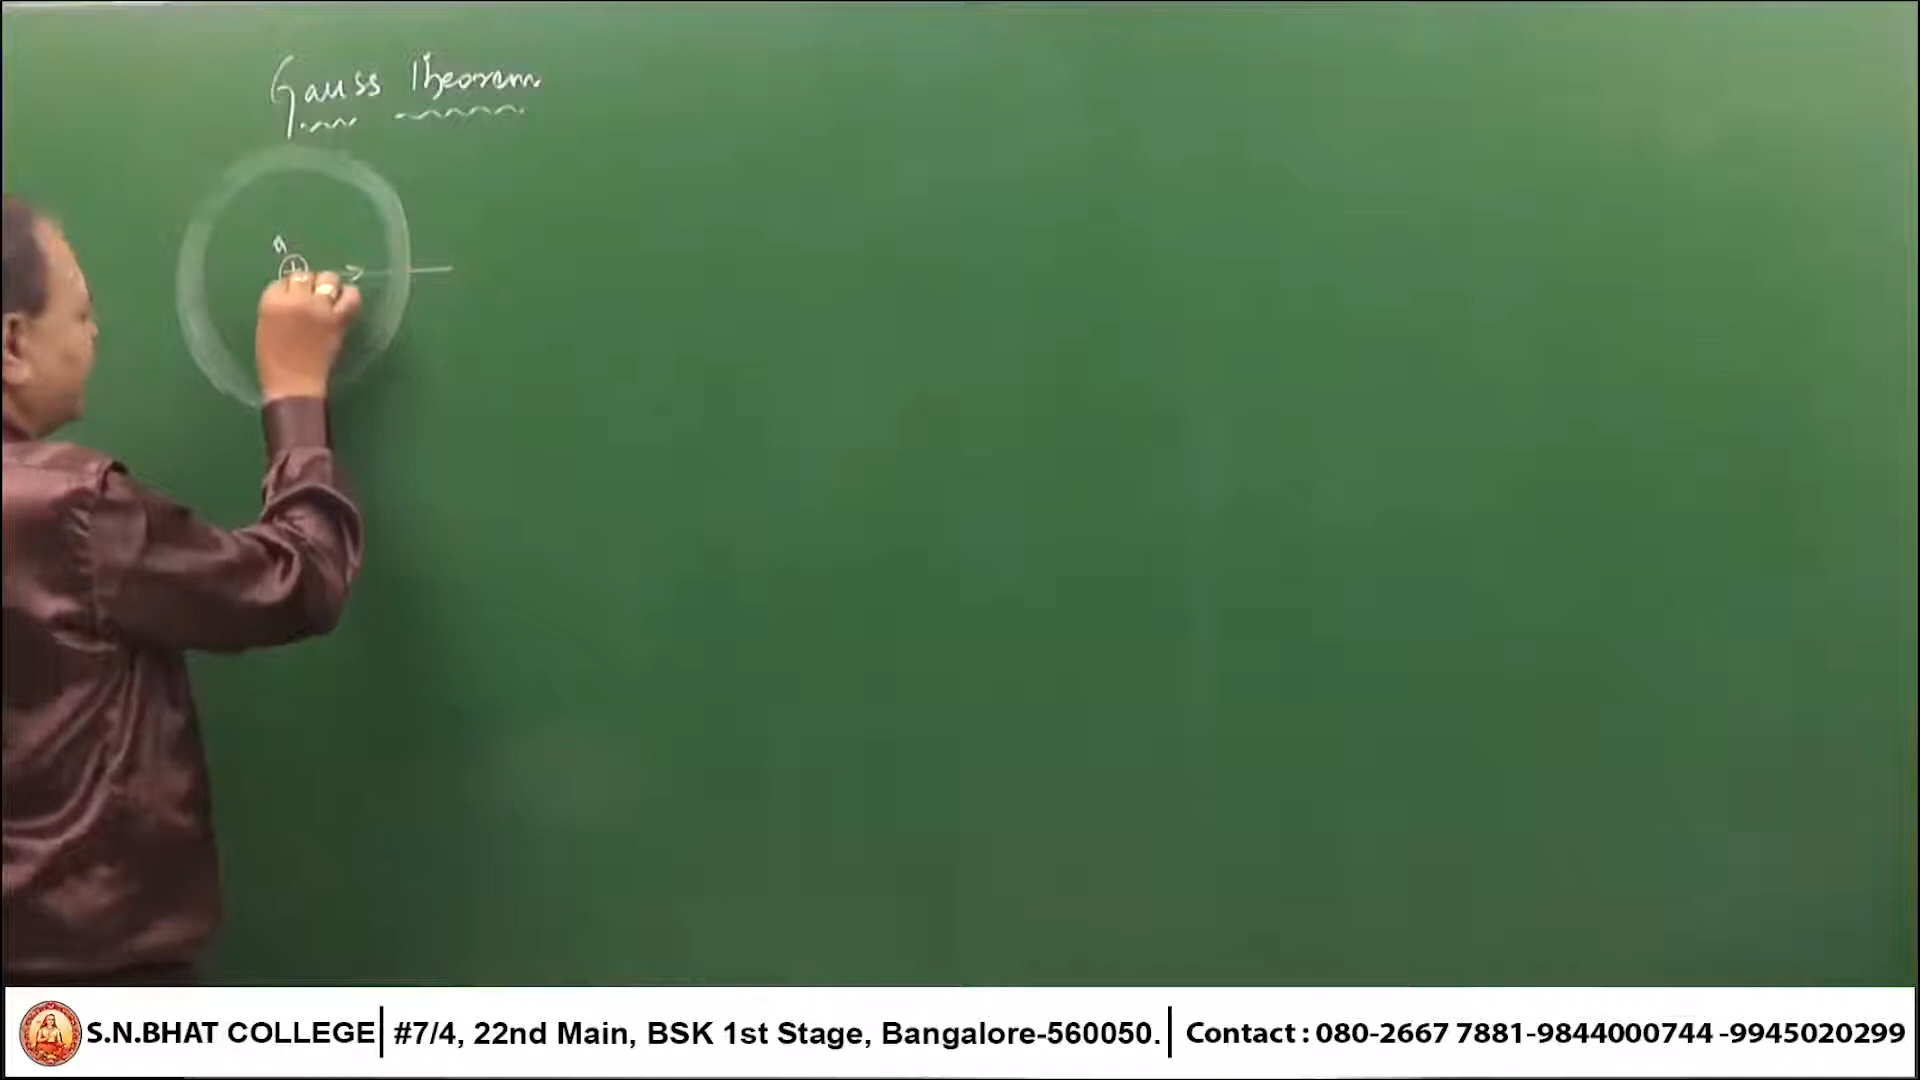 Gauss Theorem
+
S.N.BHAT COLLEGE #7/4, 22nd Main, BSK 1st Stage, Bangalore-560050. Contact : 080-2667 7881-9844000744 -9945020299